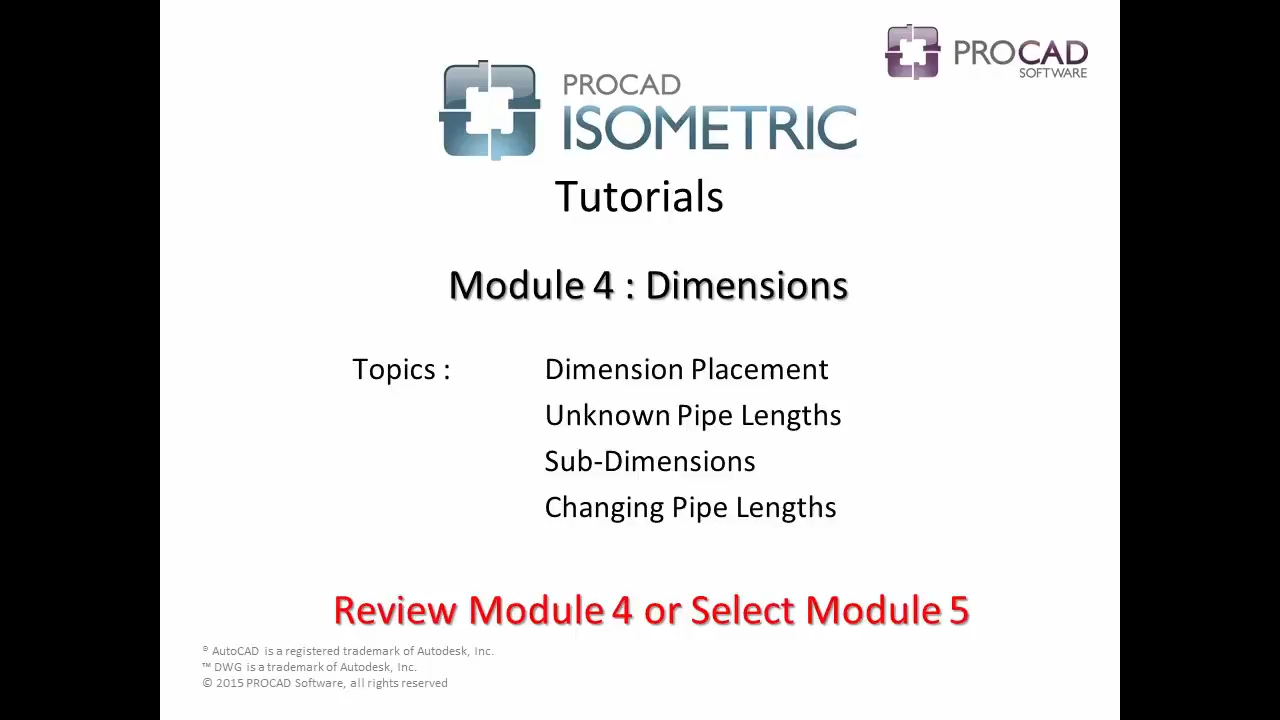 PROCAD
SOFTWARE
PROCAD
ISOMETRIC
Tutorials
Module 4 : Dimensions
Topics : Dimension Placement
Unknown Pipe Lengths
Sub-Dimensions
Changing Pipe Lengths
Review Module 4 or Select Module 5
® AutoCAD is a registered trademark of Autodesk, Inc.
™ DWG is a trademark of Autodesk, Inc.
© 2015 PROCAD Software, all rights reserved